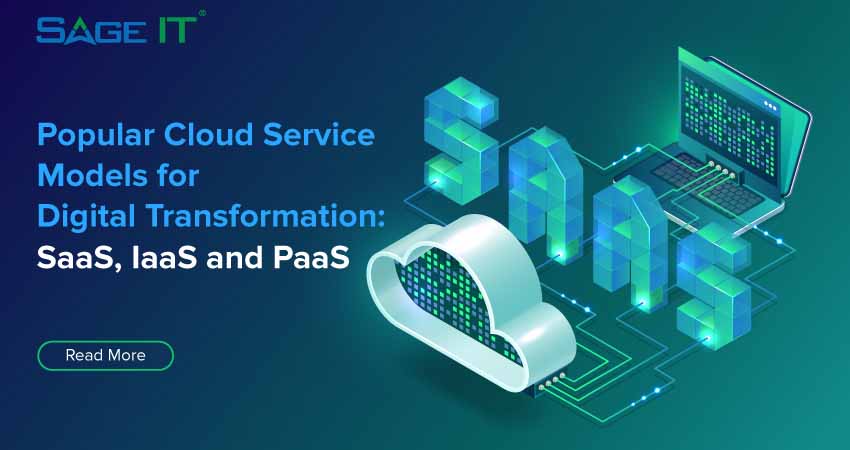 SAGE IT®
Popular Cloud Service
Models for
Digital Transformation:
SaaS, IaaS and PaaS
Read More
SAAS